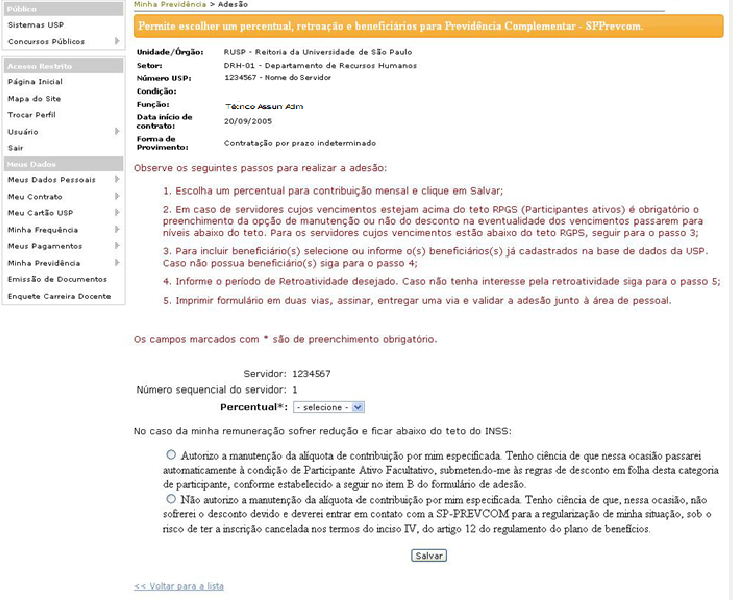 Público
Sistemas USP
Concursos Públicos
Acesso Restrito
Página Inicial
Mapa do Site
Trocar Perfil
Usuário
Sair
Meus Dados
Meus Dados Pessoais
Meu Contrato
Meu Cartão USP
Minha Frequência
Meus Pagamentos
Minha Previdência
Emissão de Documentos
Enquete Carreira Docente
Minha Previdência > Adesão
Permite escolher um percentual, retroação e beneficiários para Previdência Complementar - SPPrevcom.
Unidade/Órgão: RUSP - Reitoria da Universidade de São Paulo
Setor: DRH-01 - Departamento de Recursos Humanos
Número USP: 1234567 - Nome do Servidor
Condição:
Função: Técnico Assun Adm
Data início de contrato: 20/09/2005
Forma de Provimento: Contratação por prazo indeterminado
Observe os seguintes passos para realizar a adesão:
1. Escolha um percentual para contribuição mensal e clique em Salvar;
2. Em caso de servidores cujos vencimentos estejam acima do teto RPGS (Participantes ativos) é obrigatório o
preenchimento da opção de manutenção ou não do desconto na eventualidade dos vencimentos passarem para
níveis abaixo do teto. Para os servidores cujos vencimentos estão abaixo do teto RGPS, seguir para o passo 3;
3. Para incluir beneficiário(s) selecione ou informe o(s) beneficiários(s) já cadastrados na base de dados da USP.
Caso não possua beneficiário(s) siga para o passo 4;
4. Informe o período de Retroatividade desejado. Caso não tenha interesse pela retroatividade siga para o passo 5;
5. Imprimir formulário em duas vias, assinar, entregar uma via e validar a adesão junto à área de pessoal.
Os campos marcados com * são de preenchimento obrigatório.
Servidor: 1234567
Número sequencial do servidor: 1
Percentual*: - selecione -
No caso da minha remuneração sofrer redução e ficar abaixo do teto do INSS:
Autorizo a manutenção da alíquota de contribuição por mim especificada. Tenho ciência de que nessa ocasião passarei
automaticamente à condição de Participante Ativo Facultativo, submetendo-me às regras de desconto em folha desta categoria
de participante, conforme estabelecido a seguir no item B do formulário de adesão.
Não autorizo a manutenção da alíquota de contribuição por mim especificada. Tenho ciência de que, nessa ocasião, não
sofrerei o desconto devido e deverei entrar em contato com a SP-PREVCOM para a regularização de minha situação, sob o
risco de ter a inscrição cancelada nos termos do inciso IV, do artigo 12 do regulamento do plano de benefícios.
Salvar
<< Voltar para a lista